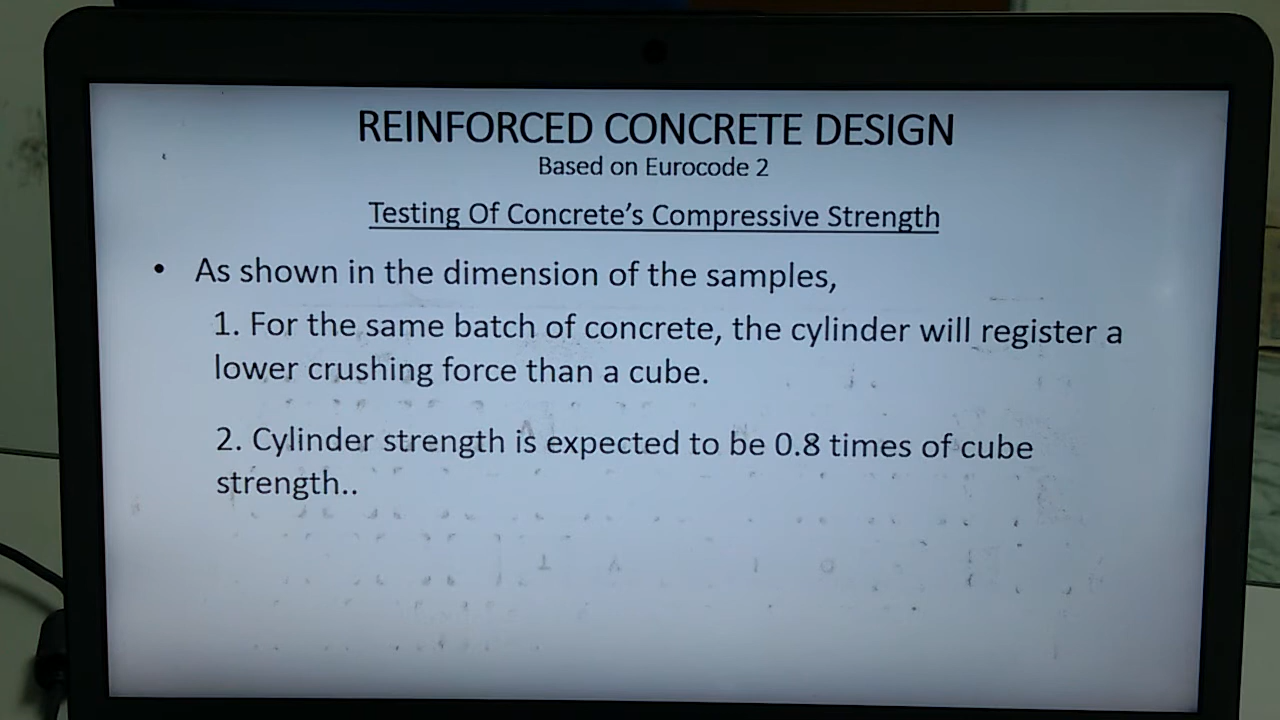 REINFORCED CONCRETE DESIGN
Based on Eurocode 2
Testing Of Concrete's Compressive Strength
• As shown in the dimension of the samples,
1. For the same batch of concrete, the cylinder will register a
lower crushing force than a cube.
2. Cylinder strength is expected to be 0.8 times of cube
strength..